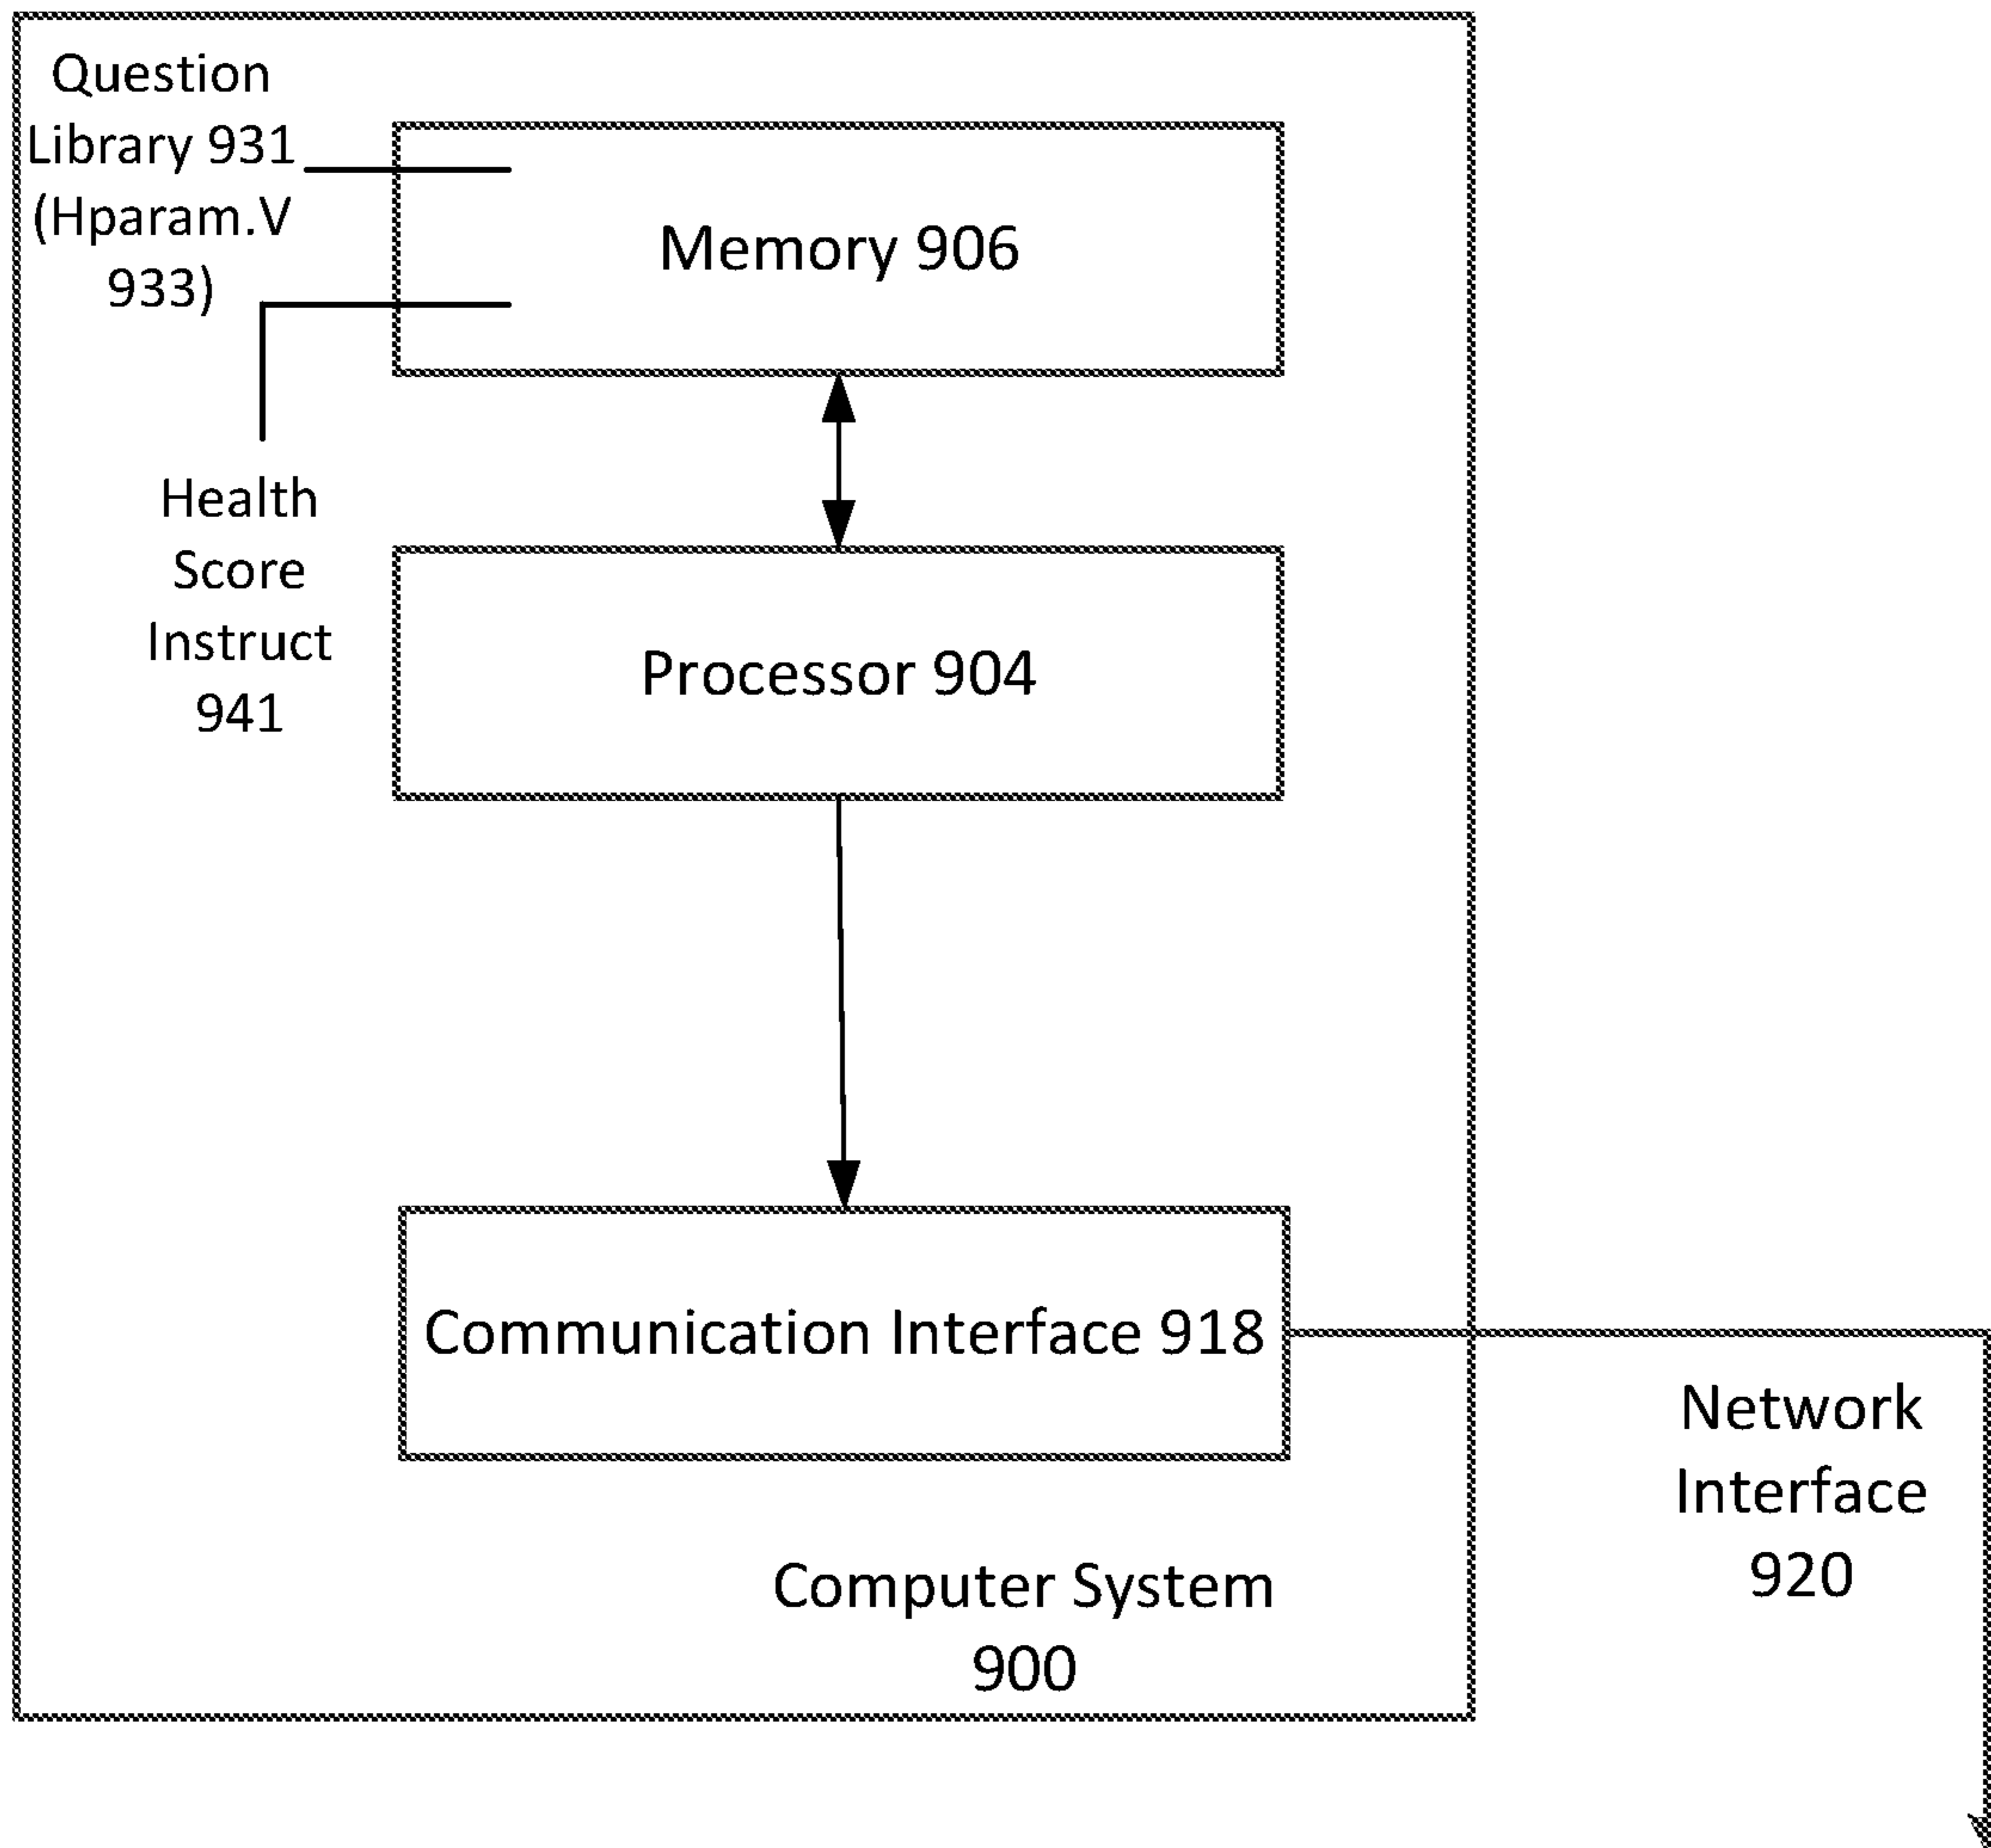 Question
Library 931
(Hparam.V
933)
Memory 906
Health
Score
Instruct
941
Processor 904
Communication Interface 918
Network
Interface
920
Computer System
900